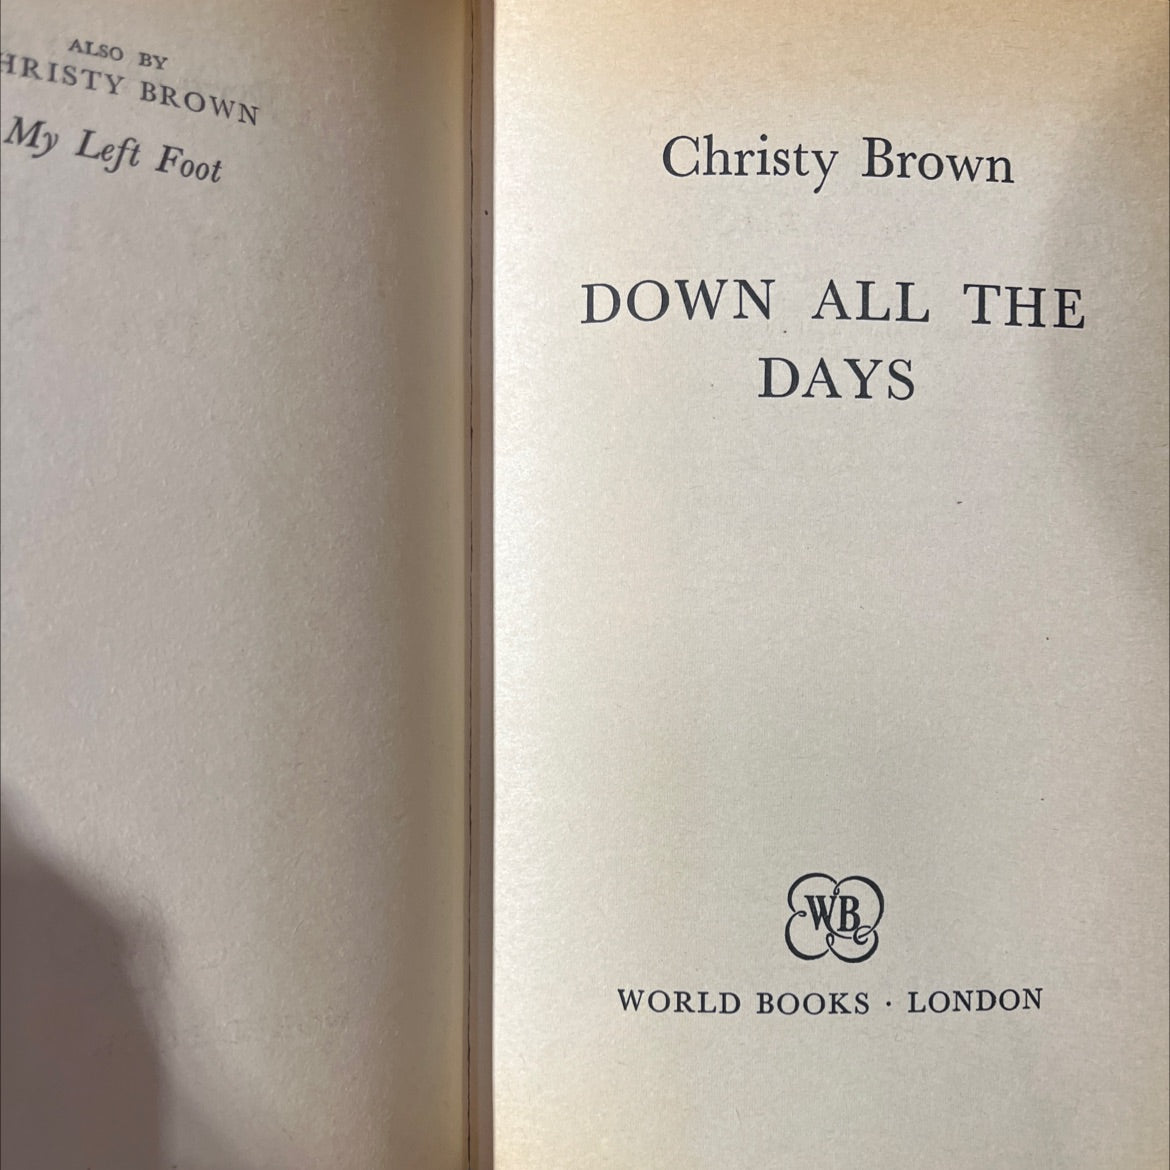 ALSO BY
HRISTY BROWN
My Left Foot
Christy Brown
DOWN ALL THE
DAYS
WB
WORLD BOOKS · LONDON